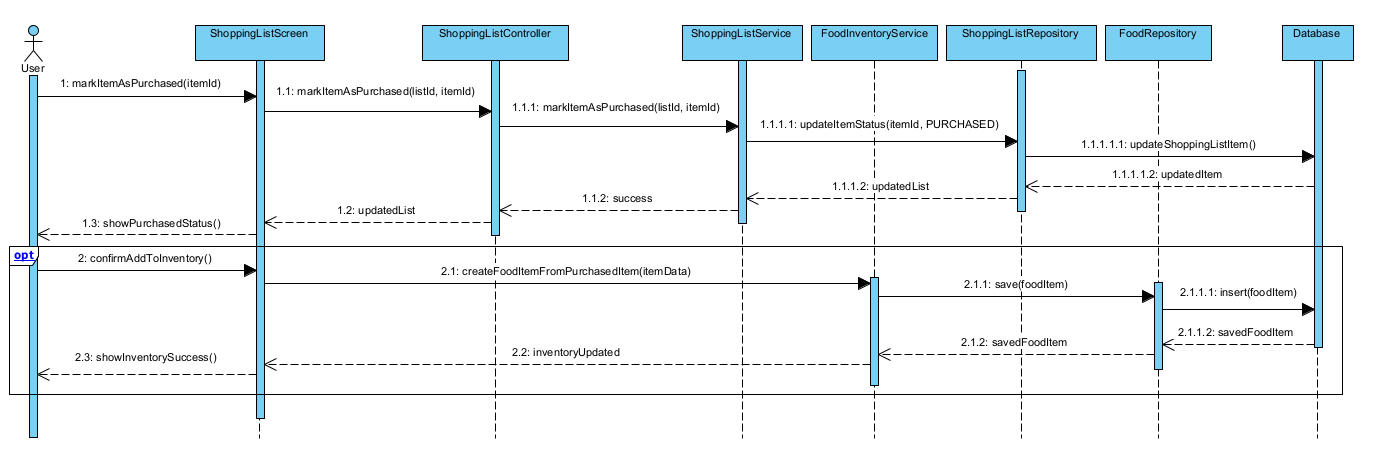 ShoppingListScreen
ShoppingListController
ShoppingListService
FoodInventoryService
ShoppingListRepository
FoodRepository
Database
User
1: markItemAsPurchased(itemId)
1.1: markItemAsPurchased(listId, itemId)
1.1.1: markItemAsPurchased(listId, itemId)
1.1.1.1: updateItemStatus(itemId, PURCHASED)
1.1.1.1.1: updateShoppingListItem()
1.1.1.1.2: updatedItem
1.1.1.2: updatedList
1.1.2: success
1.2: updatedList
1.3: showPurchasedStatus()
opt
2: confirmAddToInventory()
2.1: createFoodItemFromPurchasedItem(itemData)
2.1.1: save(foodItem)
2.1.1.1: insert(foodItem)
2.1.1.2: savedFoodItem
2.1.2: savedFoodItem
2.2: inventoryUpdated
2.3: showInventorySuccess()